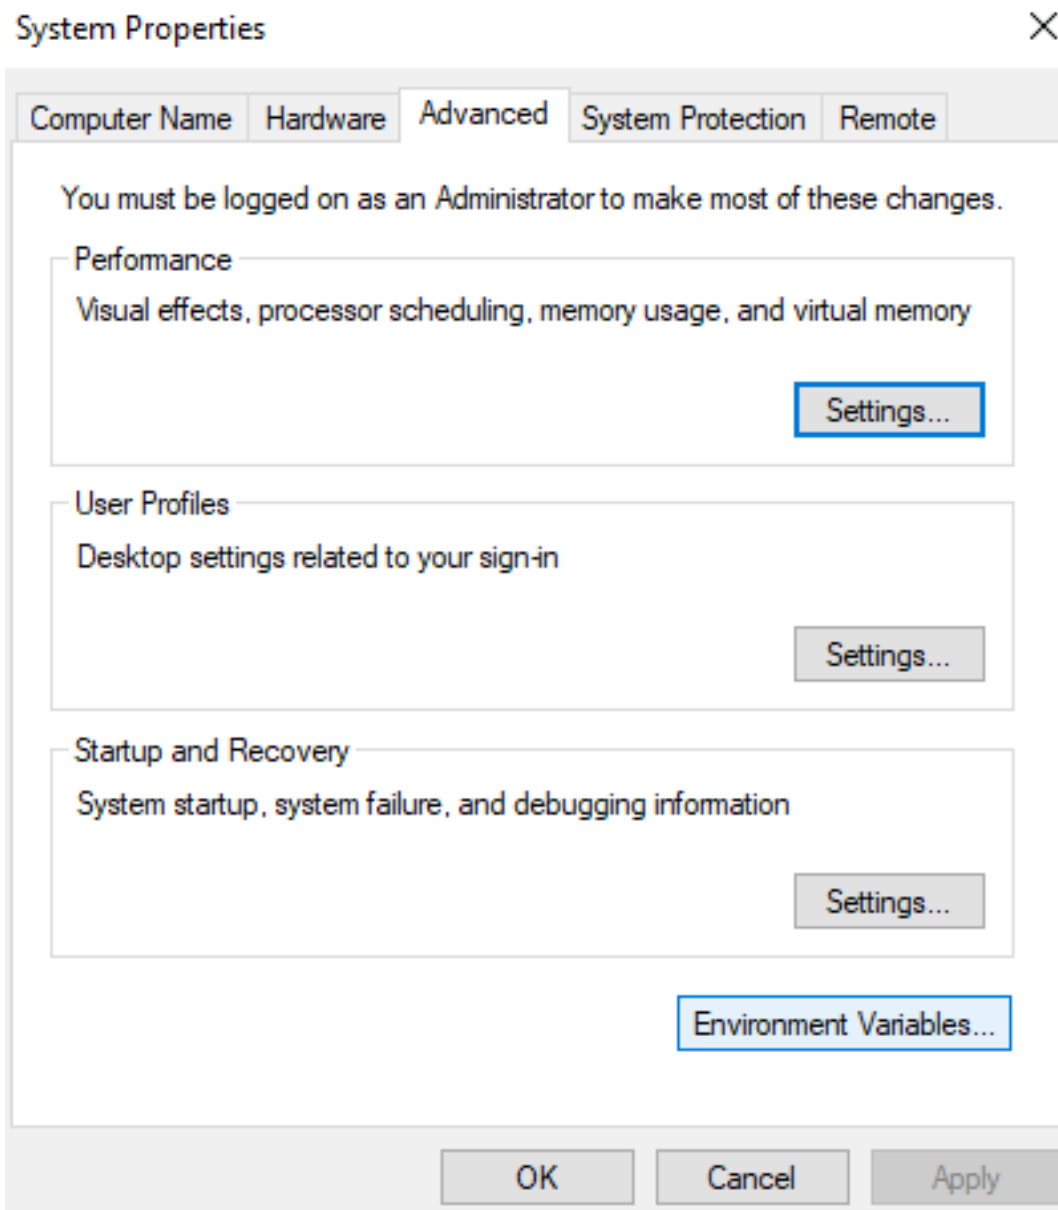 System Properties
Computer Name Hardware Advanced System Protection Remote
You must be logged on as an Administrator to make most of these changes.
Performance
Visual effects, processor scheduling, memory usage, and virtual memory
Settings...
User Profiles
Desktop settings related to your sign-in
Settings...
Startup and Recovery
System startup, system failure, and debugging information
Settings...
Environment Variables...
OK Cancel Apply